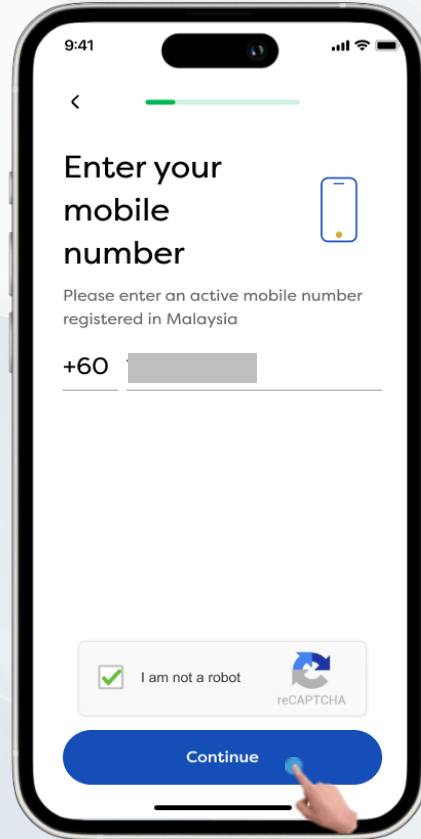 9:41
Enter your
mobile
number
Please enter an active mobile number
registered in Malaysia
+60
I am not a robot
reCAPTCHA
Continue